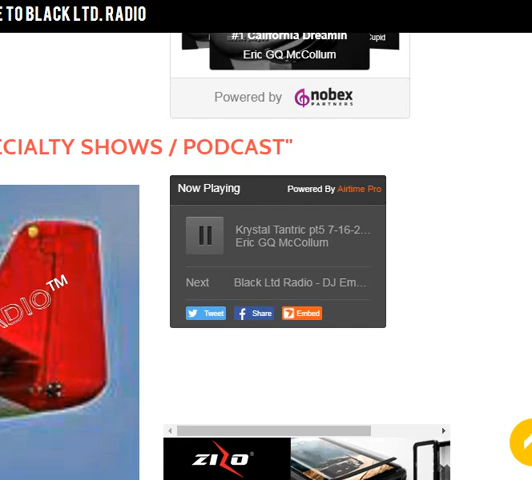 E TO BLACK LTD. RADIO
#1 California Dreamin
Cupid
Eric GQ McCollum
Powered by nobex
PARTNERS
ECIALTY SHOWS / PODCAST"
Now Playing
Powered By Airtime Pro
Krystal Tantric pt5 7-16-2...
Eric GQ McCollum
Next
Black Ltd Radio - DJ Em...
Tweet
Share
Embed
ADIO™
ZIZO